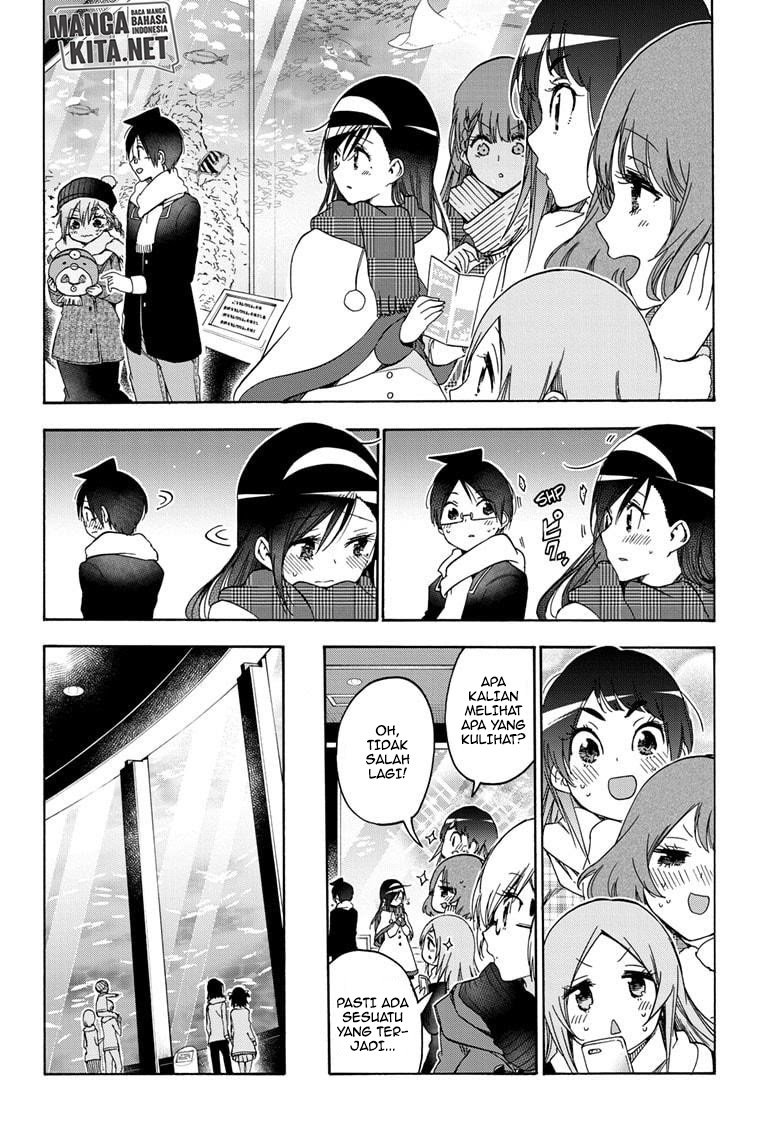 MANGA
KITA.NET
BACA MANGA
BAHASA
INDONESIA
SHP
ピクッ
APA
KALIAN
MELIHAT
APA YANG
KULIHAT?
OH,
TIDAK
SALAH
LAGI!
PASTI ADA
SESUATU
YANG TER-
JADI...